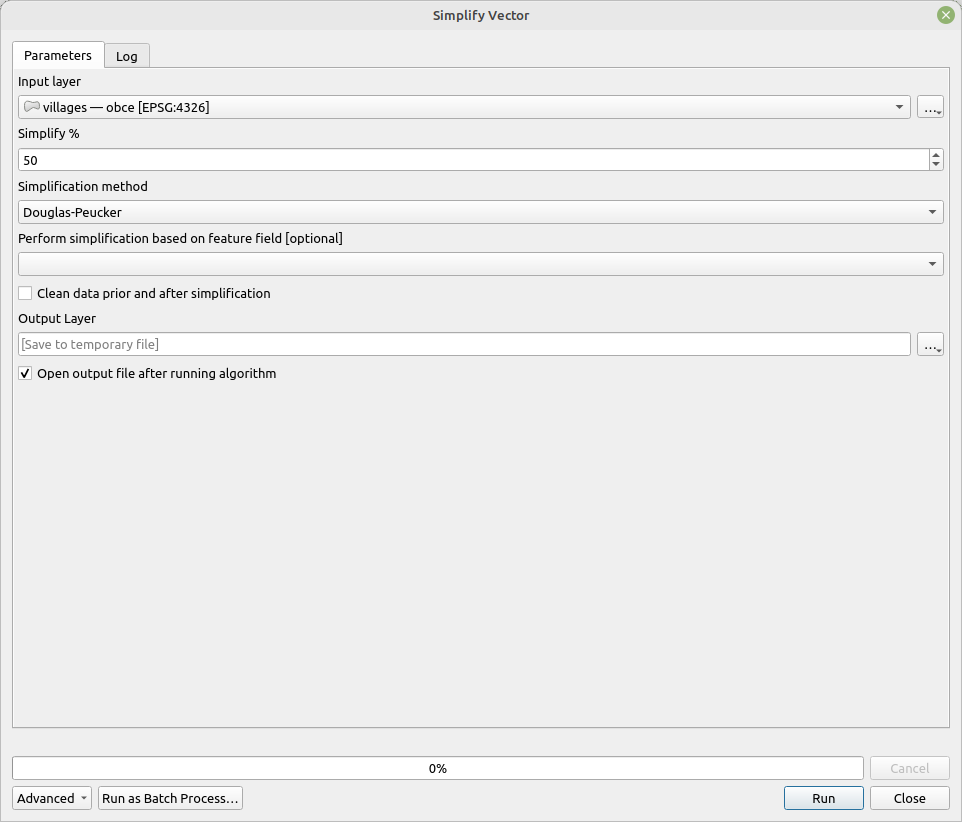 Simplify Vector
Parameters
Log
Input layer
villages — obce [EPSG:4326]
...
Simplify %
50
Simplification method
Douglas-Peucker
Perform simplification based on feature field [optional]
Clean data prior and after simplification
Output Layer
[Save to temporary file]
...
Open output file after running algorithm
0%
Cancel
Advanced
Run as Batch Process...
Run
Close